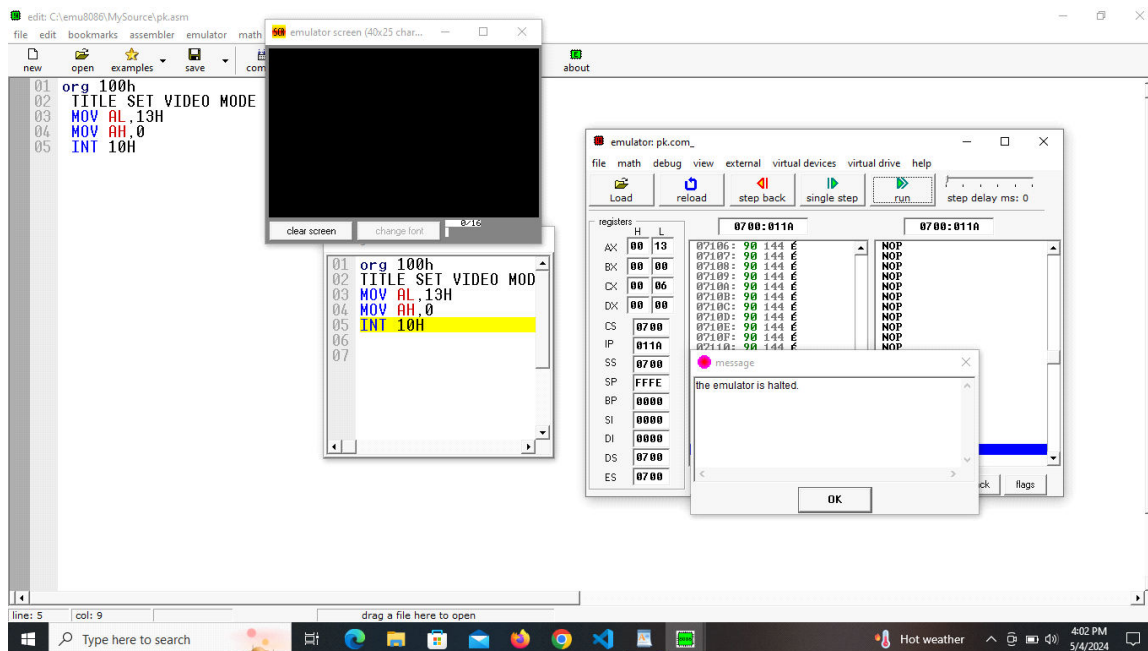 edit: C:\emu8086\MySource\pk.asm
file edit bookmarks assembler emulator math
new open examples save com about
01 org 100h
02 TITLE SET VIDEO MODE
03 MOV AL,13H
04 MOV AH,0
05 INT 10H
emulator screen (40x25 char...
clear screen change font 0/16
01 org 100h
02 TITLE SET VIDEO MOD
03 MOV AL,13H
04 MOV AH,0
05 INT 10H
06
07
emulator: pk.com_
file math debug view external virtual devices virtual drive help
Load reload step back single step run step delay ms: 0
registers
H L
AX 00 13
BX 00 00
CX 00 06
DX 00 00
CS 0700
IP 011A
SS 0700
SP FFFE
BP 0000
SI 0000
DI 0000
DS 0700
ES 0700
0700:011A 0700:011A
07106: 90 144 É NOP
07107: 90 144 É NOP
07108: 90 144 É NOP
07109: 90 144 É NOP
0710A: 90 144 É NOP
0710B: 90 144 É NOP
0710C: 90 144 É NOP
0710D: 90 144 É NOP
0710E: 90 144 É NOP
0710F: 90 144 É NOP
07110: 90 144 É NOP
message
the emulator is halted.
OK
ck flags
line: 5 col: 9 drag a file here to open
Type here to search
Hot weather
4:02 PM
5/4/2024